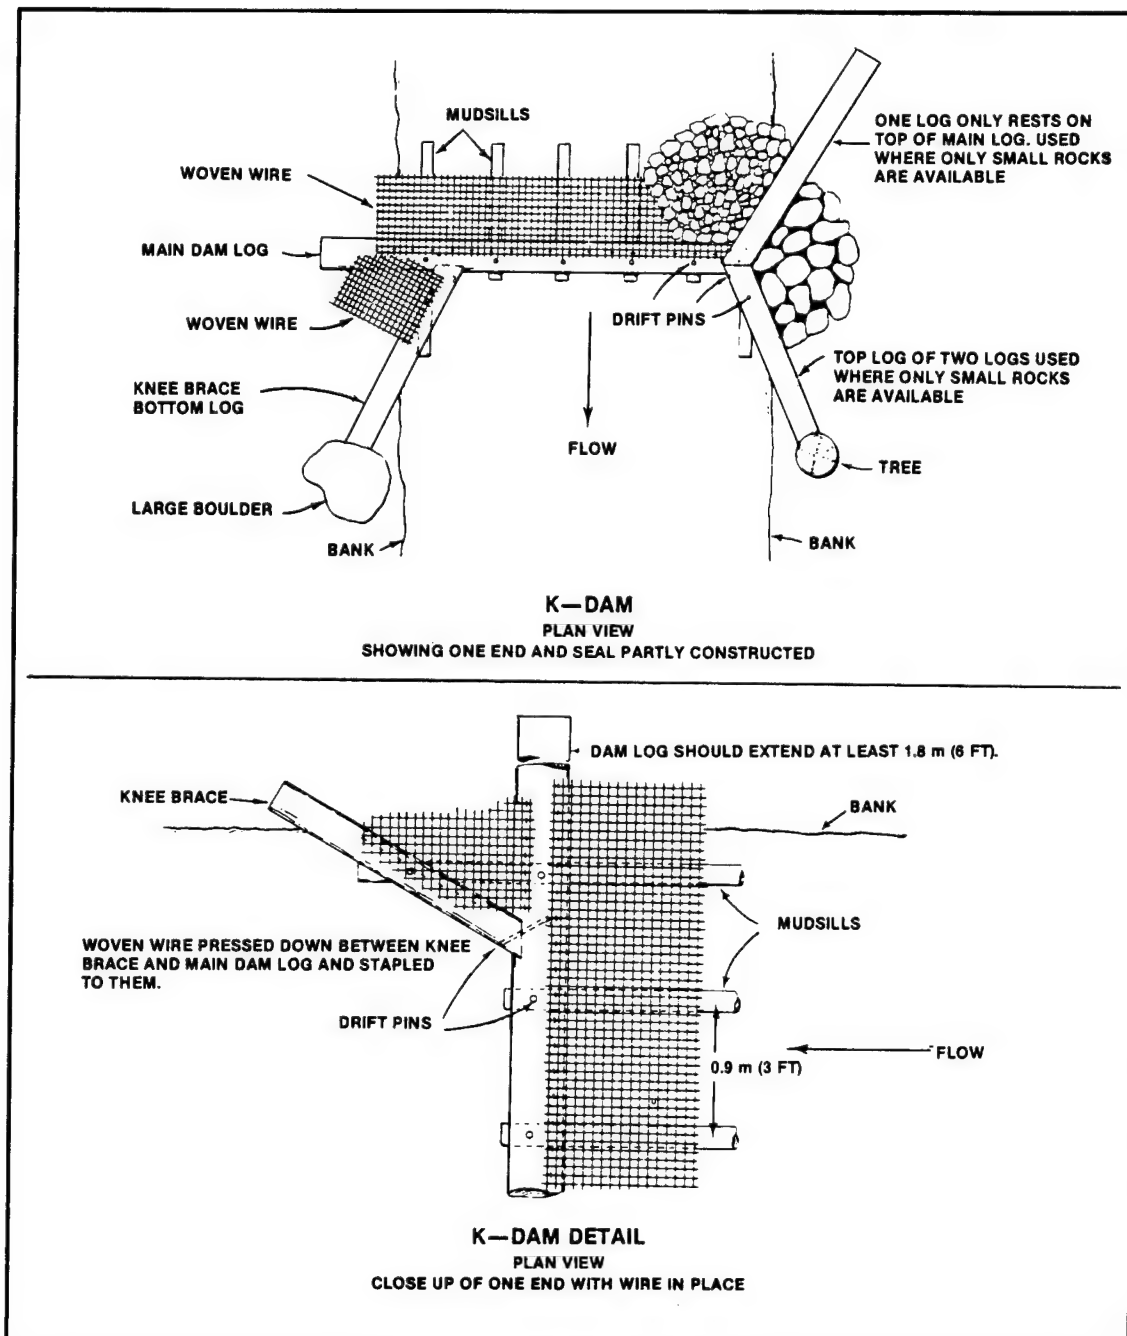 MUDSILLS
WOVEN WIRE
MAIN DAM LOG
WOVEN WIRE
KNEE BRACE
BOTTOM LOG
LARGE BOULDER
BANK
FLOW
DRIFT PINS
ONE LOG ONLY RESTS ON
TOP OF MAIN LOG. USED
WHERE ONLY SMALL ROCKS
ARE AVAILABLE
TOP LOG OF TWO LOGS USED
WHERE ONLY SMALL ROCKS
ARE AVAILABLE
TREE
BANK
K—DAM
PLAN VIEW
SHOWING ONE END AND SEAL PARTLY CONSTRUCTED
DAM LOG SHOULD EXTEND AT LEAST 1.8 m (6 FT).
KNEE BRACE
BANK
MUDSILLS
WOVEN WIRE PRESSED DOWN BETWEEN KNEE
BRACE AND MAIN DAM LOG AND STAPLED
TO THEM.
DRIFT PINS
FLOW
0.9 m (3 FT)
K—DAM DETAIL
PLAN VIEW
CLOSE UP OF ONE END WITH WIRE IN PLACE